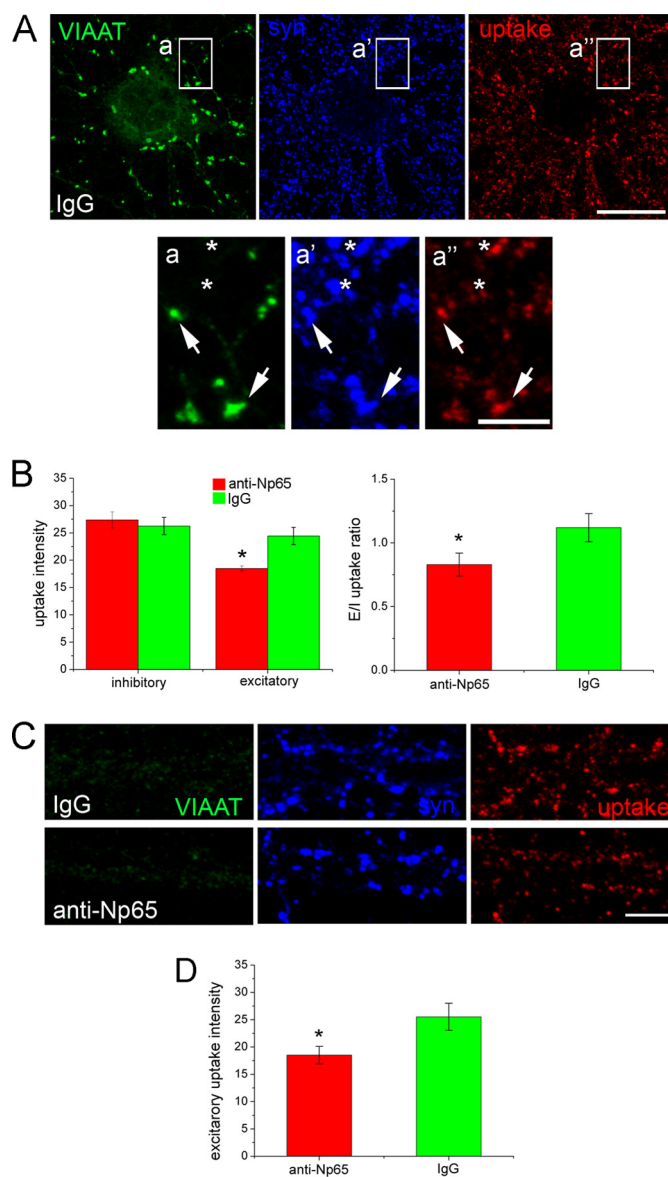 A
VIAAT
a
IgG
syn
a'
uptake
a''
a
*
*
a'
*
*
a''
*
*
B
uptake intensity
35
30
25
20
15
10
5
0
anti-Np65
IgG
*
inhibitory
excitatory
E/I uptake ratio
1.5
1.0
0.5
0.0
*
anti-Np65
IgG
C
IgG
VIAAT
syn
uptake
anti-Np65
D
excitarory uptake intensity
35
30
25
20
15
10
5
0
*
anti-Np65
IgG